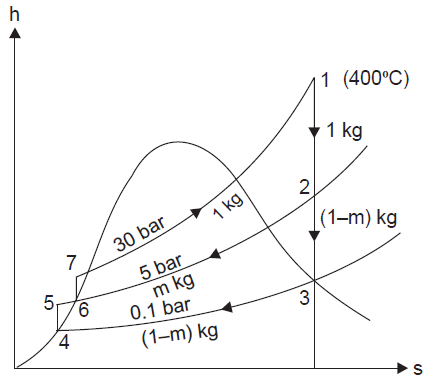 h
1 (400ºC)
1 kg
2
(1–m) kg
1 kg
30 bar
7
5 bar
m kg
5
6
0.1 bar
3
4
(1–m) kg
s